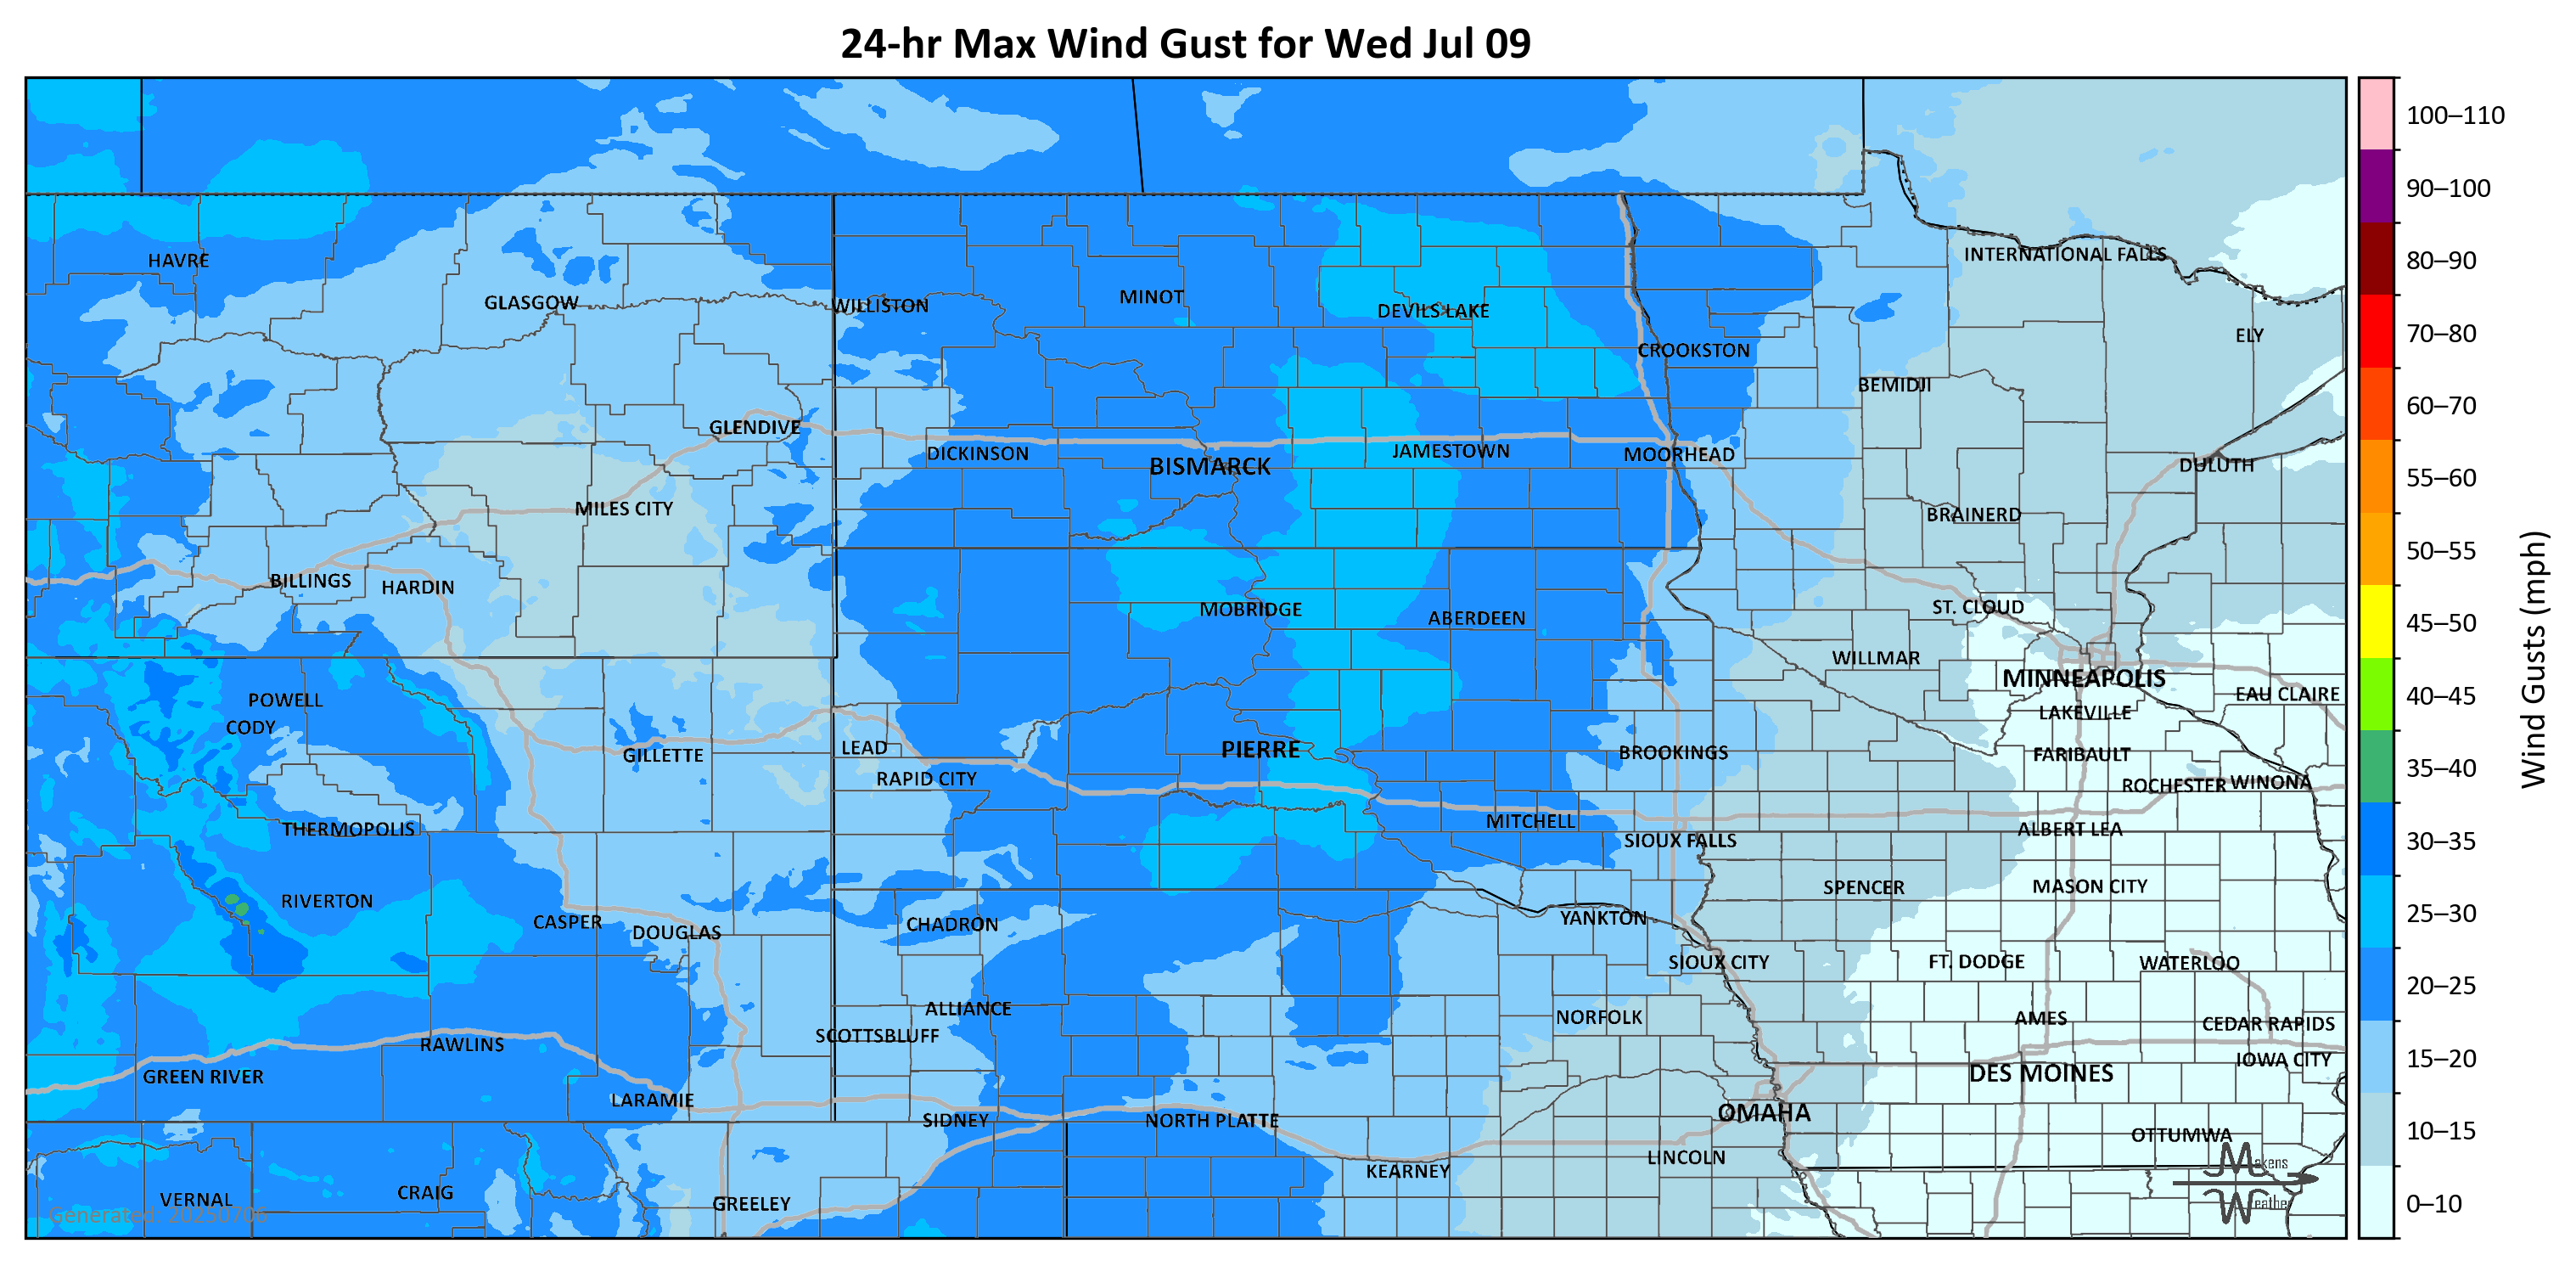 24-hr Max Wind Gust for Wed Jul 09
100–110
90–100
80–90
70–80
60–70
55–60
50–55
45–50
40–45
35–40
30–35
25–30
20–25
15–20
10–15
0–10
Wind Gusts (mph)
HAVRE
INTERNATIONAL FALLS
GLASGOW
WILLISTON
MINOT
DEVILS LAKE
ELY
CROOKSTON
BEMIDJI
GLENDIVE
DICKINSON
BISMARCK
JAMESTOWN
MOORHEAD
DULUTH
MILES CITY
BRAINERD
BILLINGS
HARDIN
MOBRIDGE
ABERDEEN
ST. CLOUD
WILLMAR
MINNEAPOLIS
EAU CLAIRE
POWELL
CODY
LAKEVILLE
GILLETTE
LEAD
PIERRE
BROOKINGS
FARIBAULT
RAPID CITY
ROCHESTER
WINONA
THERMOPOLIS
MITCHELL
SIOUX FALLS
ALBERT LEA
RIVERTON
SPENCER
MASON CITY
CASPER
DOUGLAS
CHADRON
YANKTON
SIOUX CITY
FT. DODGE
WATERLOO
ALLIANCE
SCOTTSBLUFF
NORFOLK
AMES
CEDAR RAPIDS
RAWLINS
IOWA CITY
GREEN RIVER
DES MOINES
LARAMIE
SIDNEY
NORTH PLATTE
OMAHA
OTTUMWA
LINCOLN
KEARNEY
VERNAL
CRAIG
GREELEY
Makens
Weather
Generated: 20250706